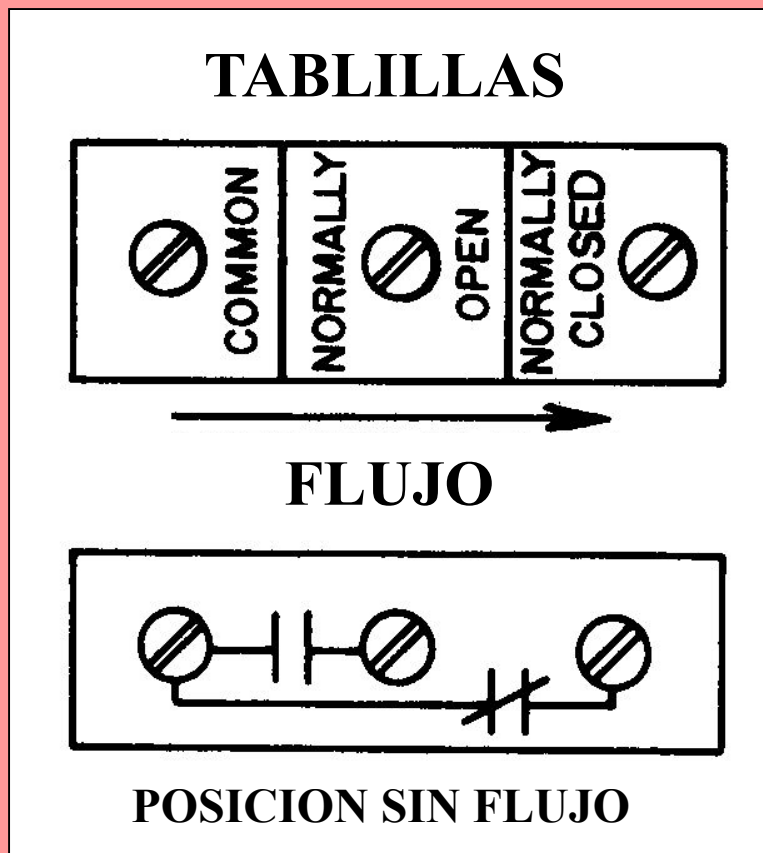 TABLILLAS
COMMON
NORMALLY
OPEN
NORMALLY
CLOSED
FLUJO
POSICION SIN FLUJO